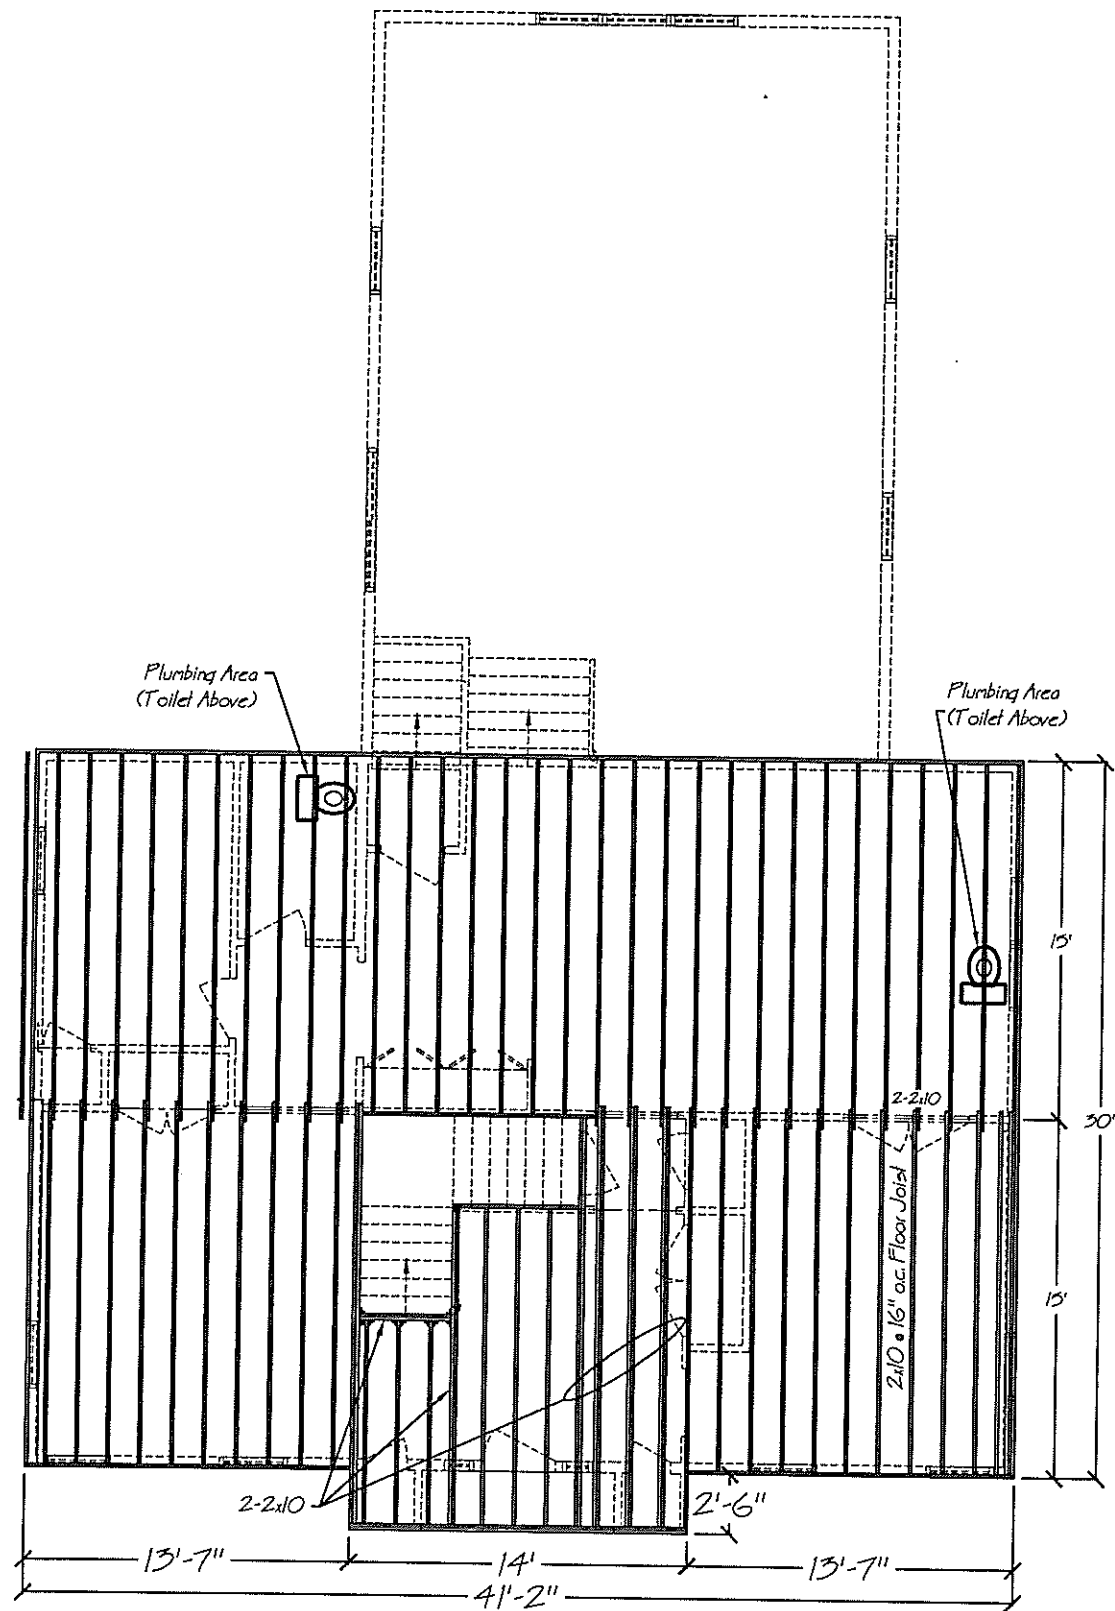 Plumbing Area
(Toilet Above)
Plumbing Area
(Toilet Above)
15'
2-2x10
30'
2x10 @ 16" o.c. Floor Joist
15'
2-2x10
2'-6"
13'-7"
14'
13'-7"
41'-2"